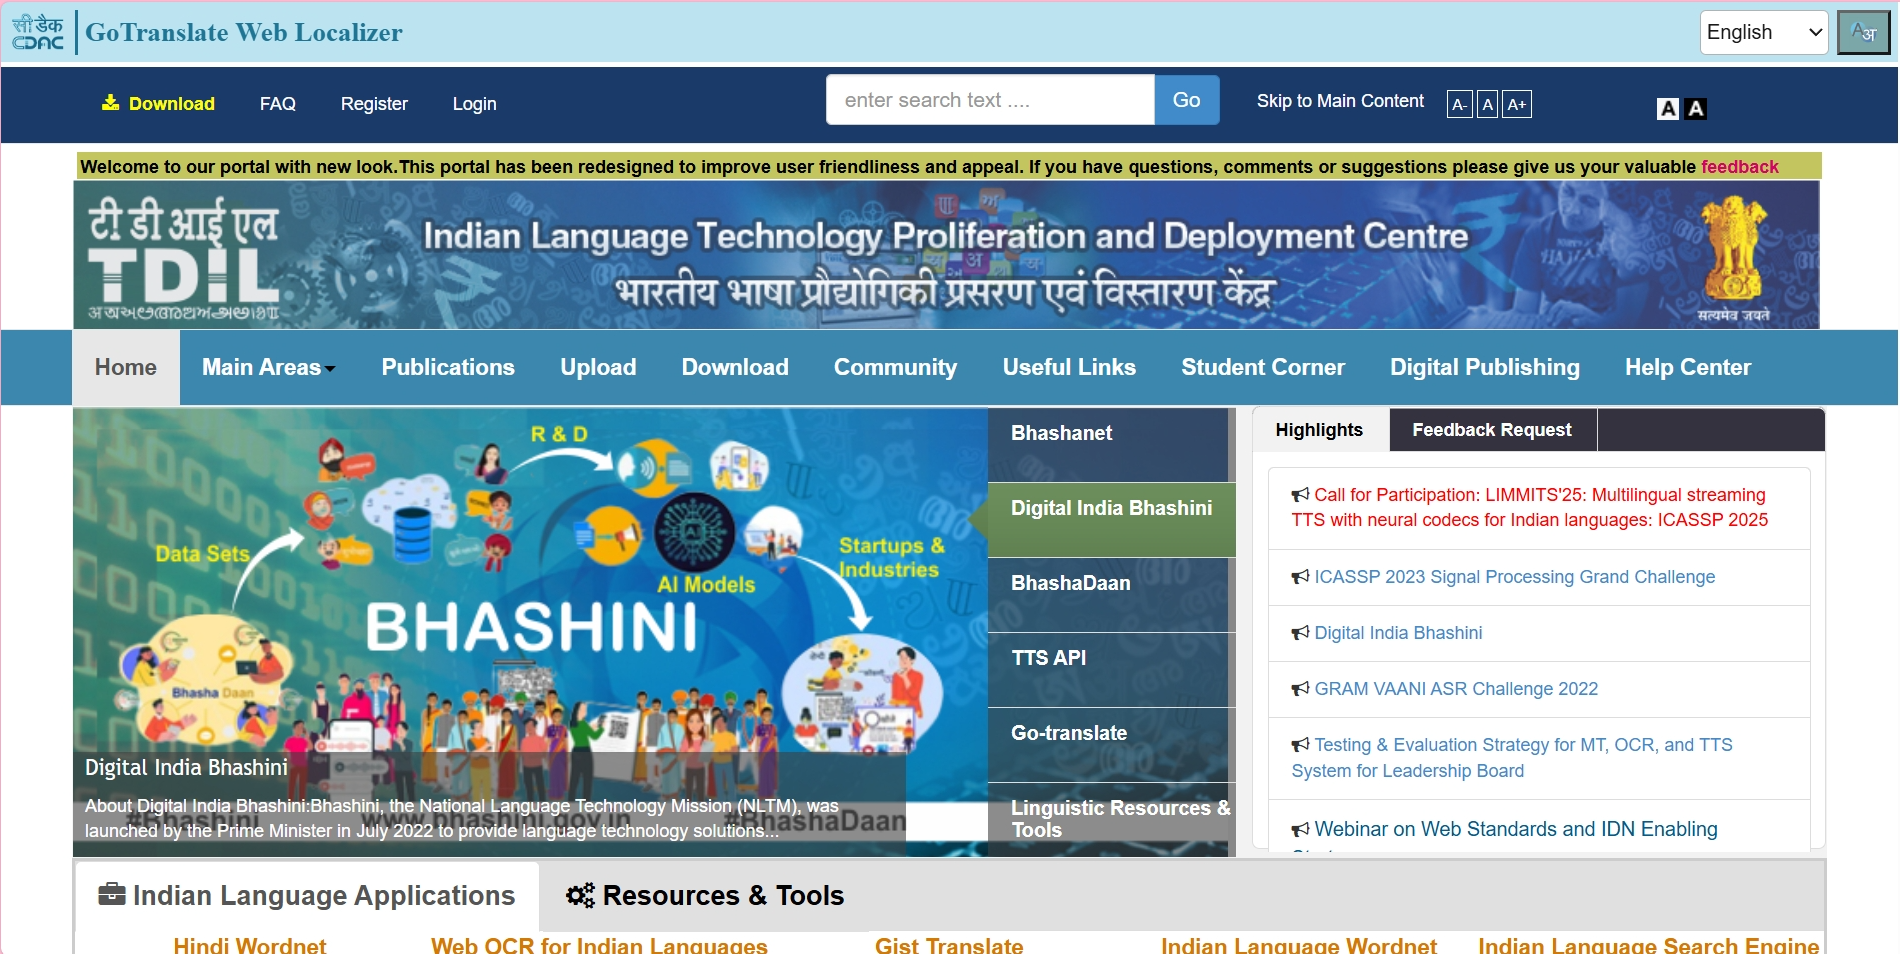 सी डैक
CDAC
GoTranslate Web Localizer
English
Aअ
Download
FAQ
Register
Login
enter search text ....
Go
Skip to Main Content
A-
A
A+
A
A
Welcome to our portal with new look.This portal has been redesigned to improve user friendliness and appeal. If you have questions, comments or suggestions please give us your valuable feedback
टी डी आई एल
TDIL
Indian Language Technology Proliferation and Deployment Centre
भारतीय भाषा प्रौद्योगिकी प्रसरण एवं विस्तारण केंद्र
सत्यमेव जयते
Home
Main Areas
Publications
Upload
Download
Community
Useful Links
Student Corner
Digital Publishing
Help Center
R & D
Data Sets
AI Models
Startups &
Industries
BHASHINI
Bhasha Daan
Digital India Bhashini
About Digital India Bhashini:Bhashini, the National Language Technology Mission (NLTM), was
launched by the Prime Minister in July 2022 to provide language technology solutions...
#Bhashini
www.bhashini.gov.in
#BhashaDaan
Bhashanet
Digital India Bhashini
BhashaDaan
TTS API
Go-translate
Linguistic Resources &
Tools
Highlights
Feedback Request
Call for Participation: LIMMITS'25: Multilingual streaming
TTS with neural codecs for Indian languages: ICASSP 2025
ICASSP 2023 Signal Processing Grand Challenge
Digital India Bhashini
GRAM VAANI ASR Challenge 2022
Testing & Evaluation Strategy for MT, OCR, and TTS
System for Leadership Board
Webinar on Web Standards and IDN Enabling
Indian Language Applications
Resources & Tools
Hindi Wordnet
Web OCR for Indian Languages
Gist Translate
Indian Language Wordnet
Indian Language Search Engine